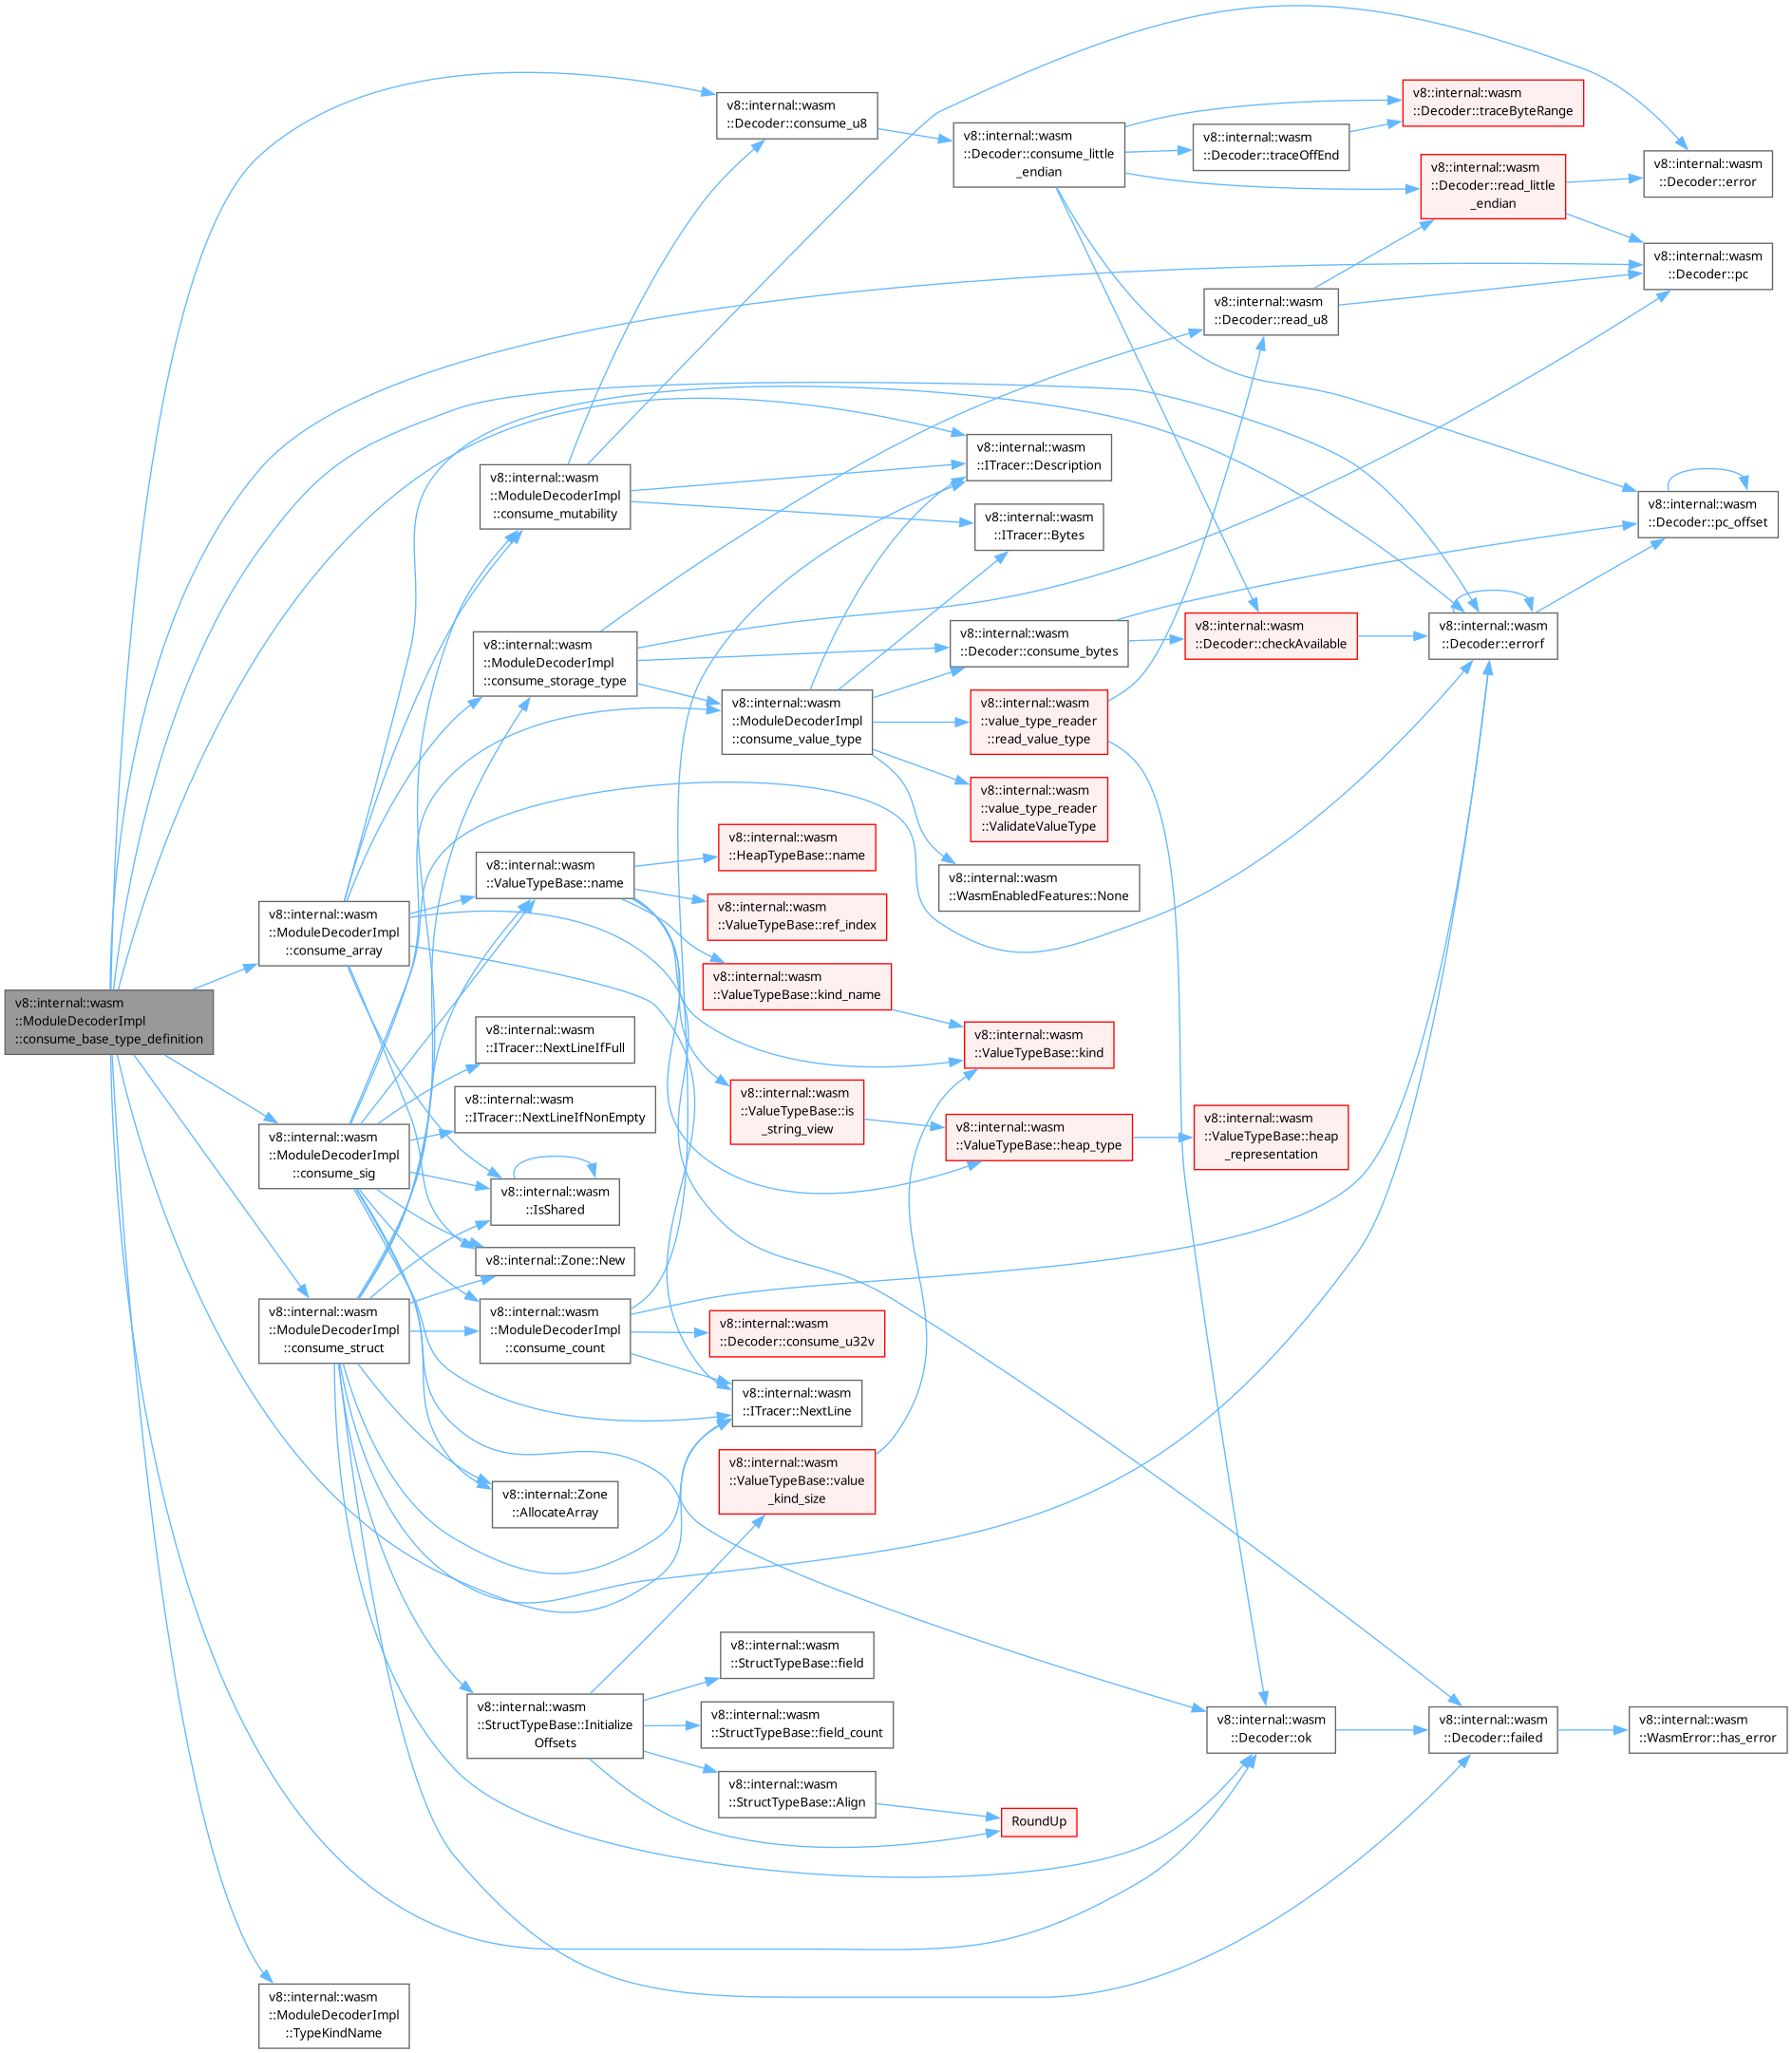 v8::internal::wasm
::ModuleDecoderImpl
::consume_base_type_definition
v8::internal::wasm
::ModuleDecoderImpl
::consume_array
v8::internal::wasm
::ModuleDecoderImpl
::consume_sig
v8::internal::wasm
::ModuleDecoderImpl
::consume_struct
v8::internal::wasm
::ModuleDecoderImpl
::TypeKindName
v8::internal::wasm
::ModuleDecoderImpl
::consume_mutability
v8::internal::wasm
::ModuleDecoderImpl
::consume_storage_type
v8::internal::wasm
::ValueTypeBase::name
v8::internal::wasm
::ITracer::NextLineIfFull
v8::internal::wasm
::ITracer::NextLineIfNonEmpty
v8::internal::wasm
::IsShared
v8::internal::Zone::New
v8::internal::wasm
::ModuleDecoderImpl
::consume_count
v8::internal::Zone
::AllocateArray
v8::internal::wasm
::StructTypeBase::Initialize
Offsets
v8::internal::wasm
::Decoder::consume_u8
v8::internal::wasm
::ModuleDecoderImpl
::consume_value_type
v8::internal::wasm
::HeapTypeBase::name
v8::internal::wasm
::ValueTypeBase::ref_index
v8::internal::wasm
::ValueTypeBase::kind_name
v8::internal::wasm
::ValueTypeBase::is
_string_view
v8::internal::wasm
::Decoder::consume_u32v
v8::internal::wasm
::ITracer::NextLine
v8::internal::wasm
::ValueTypeBase::value
_kind_size
v8::internal::wasm
::StructTypeBase::field
v8::internal::wasm
::StructTypeBase::field_count
v8::internal::wasm
::StructTypeBase::Align
v8::internal::wasm
::Decoder::consume_little
_endian
v8::internal::wasm
::ITracer::Description
v8::internal::wasm
::ITracer::Bytes
v8::internal::wasm
::Decoder::consume_bytes
v8::internal::wasm
::value_type_reader
::read_value_type
v8::internal::wasm
::value_type_reader
::ValidateValueType
v8::internal::wasm
::WasmEnabledFeatures::None
v8::internal::wasm
::ValueTypeBase::kind
v8::internal::wasm
::ValueTypeBase::heap_type
RoundUp
v8::internal::wasm
::Decoder::traceOffEnd
v8::internal::wasm
::Decoder::read_u8
v8::internal::wasm
::Decoder::checkAvailable
v8::internal::wasm
::ValueTypeBase::heap
_representation
v8::internal::wasm
::Decoder::ok
v8::internal::wasm
::Decoder::traceByteRange
v8::internal::wasm
::Decoder::read_little
_endian
v8::internal::wasm
::Decoder::errorf
v8::internal::wasm
::Decoder::failed
v8::internal::wasm
::Decoder::error
v8::internal::wasm
::Decoder::pc
v8::internal::wasm
::Decoder::pc_offset
v8::internal::wasm
::WasmError::has_error